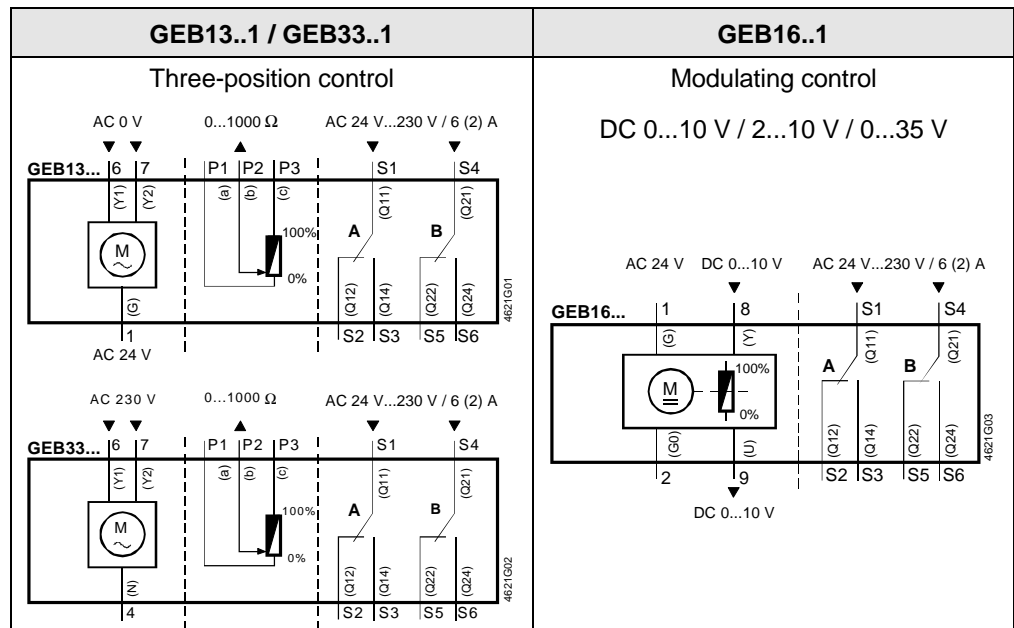 GEB13..1 / GEB33..1
GEB16..1
Three-position control
AC 0 V 0...1000 Ω AC 24 V...230 V / 6 (2) A
GEB13... 6 7 P1 P2 P3 S1 S4
(Y1) (Y2) (a) (b) (c) (Q11) (Q21)
M A B
100%
0%
(G) (Q12) (Q14) (Q22) (Q24)
1 S2 S3 S5 S6
AC 24 V
4621G01
AC 230 V 0...1000 Ω AC 24 V...230 V / 6 (2) A
GEB33... 6 7 P1 P2 P3 S1 S4
(Y1) (Y2) (a) (b) (c) (Q11) (Q21)
M A B
100%
0%
(N) (Q12) (Q14) (Q22) (Q24)
4 S2 S3 S5 S6
4621G02
Modulating control
DC 0...10 V / 2...10 V / 0...35 V
AC 24 V DC 0...10 V AC 24 V...230 V / 6 (2) A
GEB16... 1 8 S1 S4
(G) (Y) (Q11) (Q21)
M A B
100%
0%
(G0) (U) (Q12) (Q14) (Q22) (Q24)
2 9 S2 S3 S5 S6
DC 0...10 V
4621G03